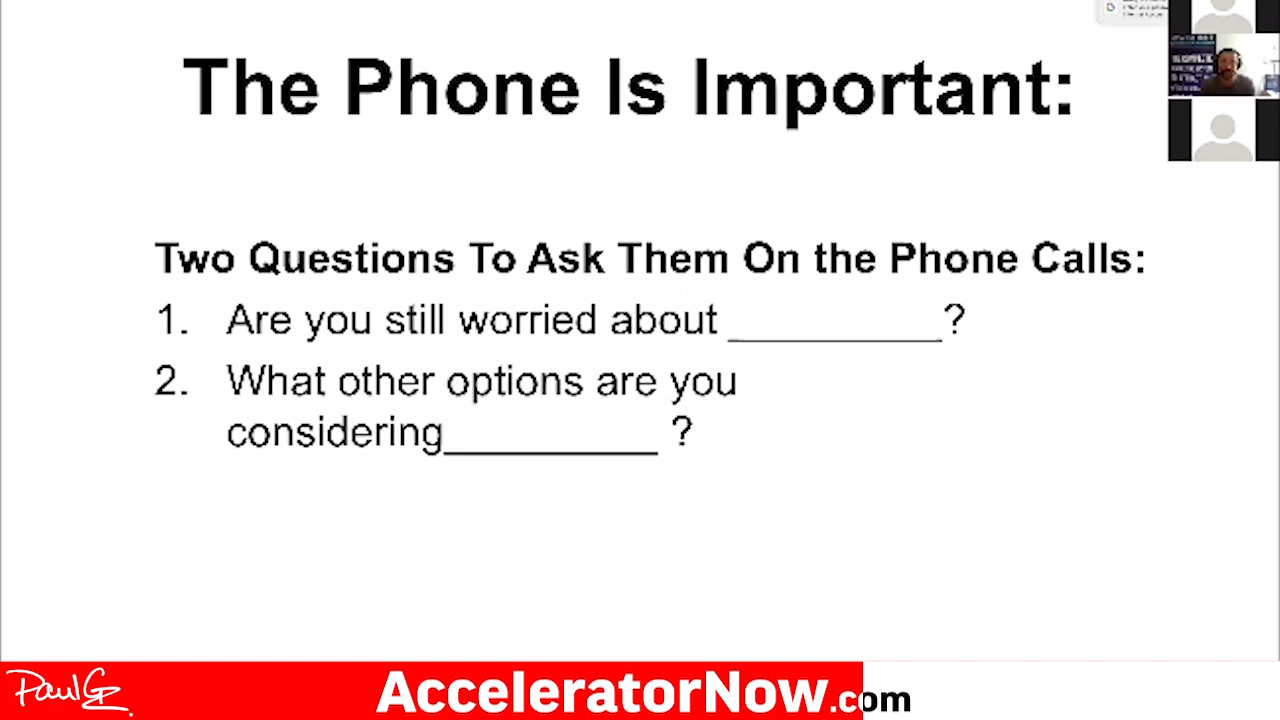 The Phone Is Important:
Two Questions To Ask Them On the Phone Calls:
1. Are you still worried about __________?
2. What other options are you
considering__________ ?
PaulG
AcceleratorNow.com